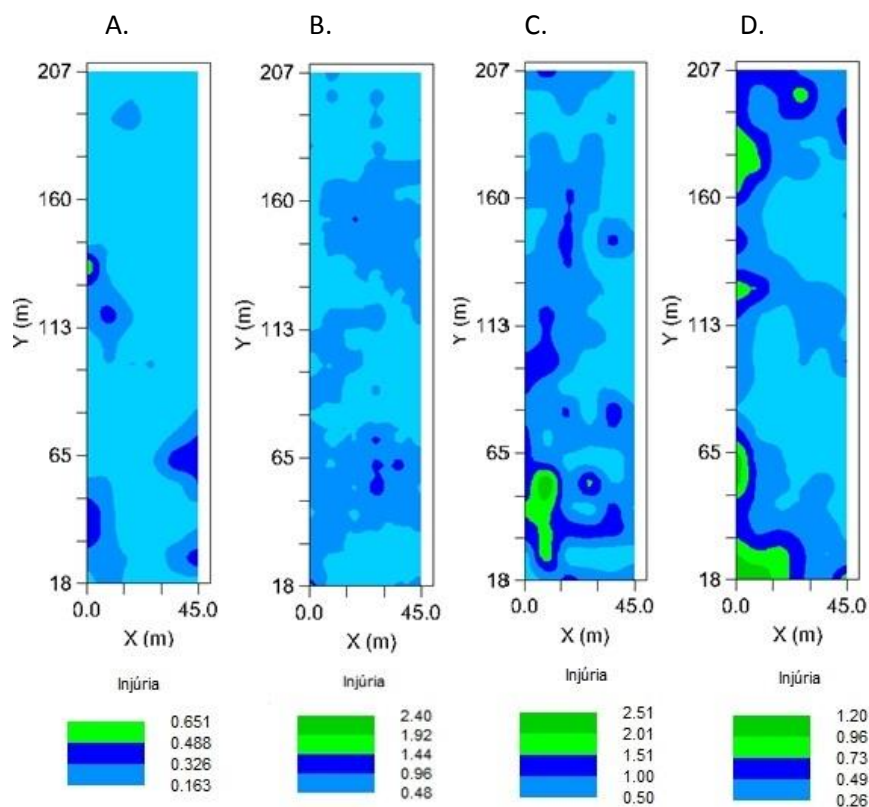 A.
B.
C.
D.
207
160
113
65
18
Y (m)
0.0
45.0
X (m)
207
160
113
65
18
Y (m)
0.0
45.0
X (m)
207
160
113
65
18
Y (m)
0.0
45.0
X (m)
207
160
113
65
18
Y (m)
0.0
45.0
X (m)
Injúria
0.651
0.488
0.326
0.163
Injúria
2.40
1.92
1.44
0.96
0.48
Injúria
2.51
2.01
1.51
1.00
0.50
Injúria
1.20
0.96
0.73
0.49
0.26